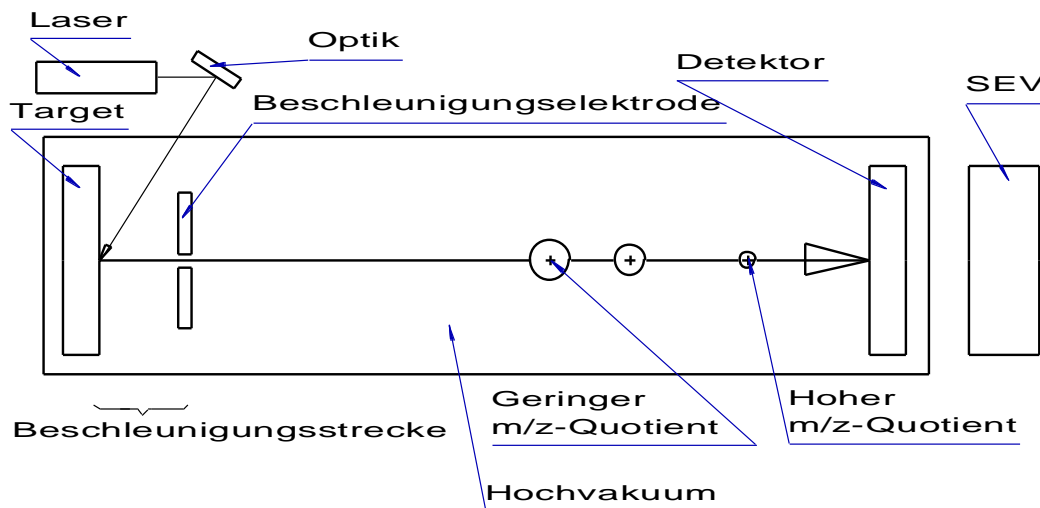 Laser
Optik
Detektor
SEV
Target
Beschleunigungselektrode
Geringer
m/z-Quotient
Hoher
m/z-Quotient
Beschleunigungsstrecke
Hochvakuum